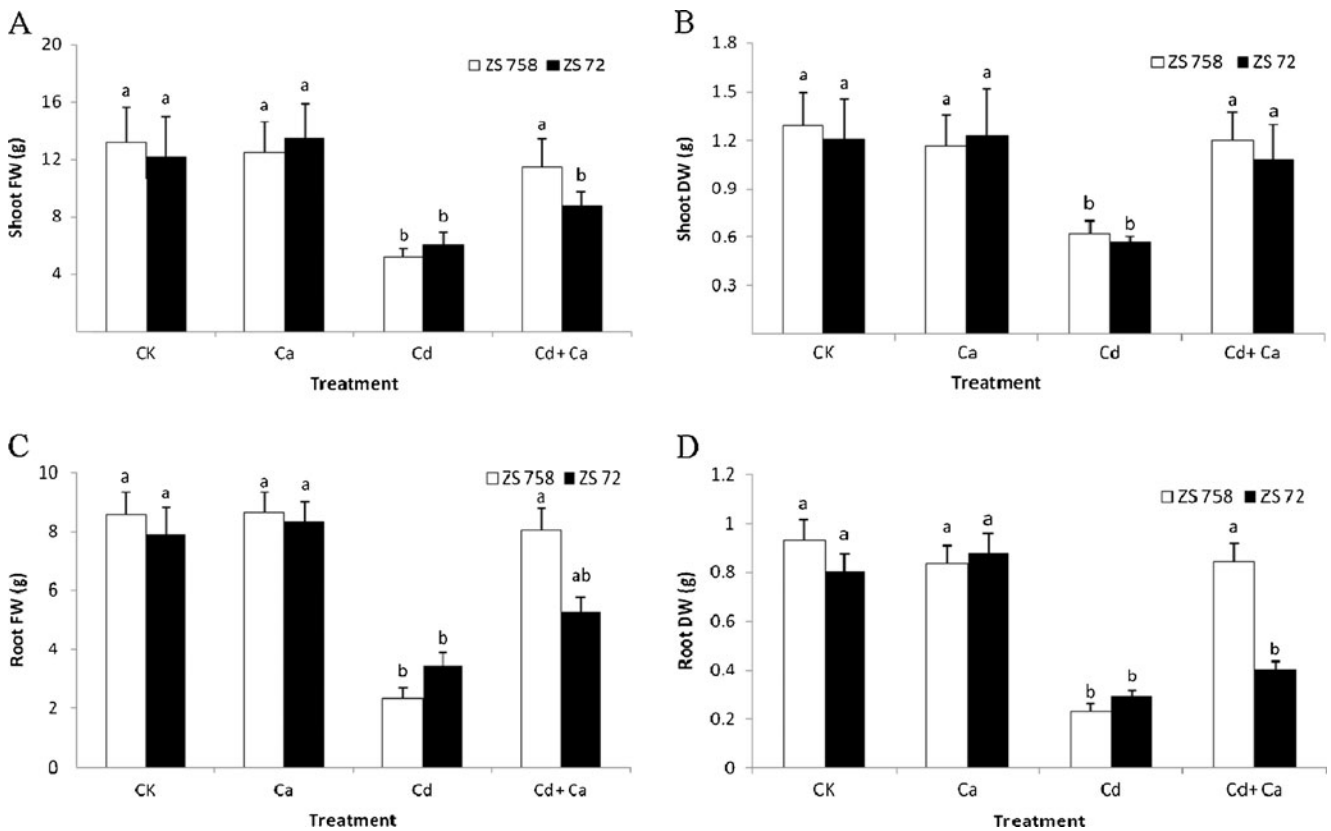 A
20
16
12
8
4
Shoot FW (g)
ZS 758 ZS 72
a a a a b b a b
CK Ca Cd Cd+ Ca
Treatment
B
1.8
1.5
1.2
0.9
0.6
0.3
Shoot DW (g)
ZS 758 ZS 72
a a a a b b a a
CK Ca Cd Cd+ Ca
Treatment
C
10
8
6
4
2
0
Root FW (g)
ZS 758 ZS 72
a a a a b b a ab
CK Ca Cd Cd+ Ca
Treatment
D
1.2
1
0.8
0.6
0.4
0.2
0
Root DW (g)
ZS 758 ZS 72
a a a a b b a b
CK Ca Cd Cd+ Ca
Treatment